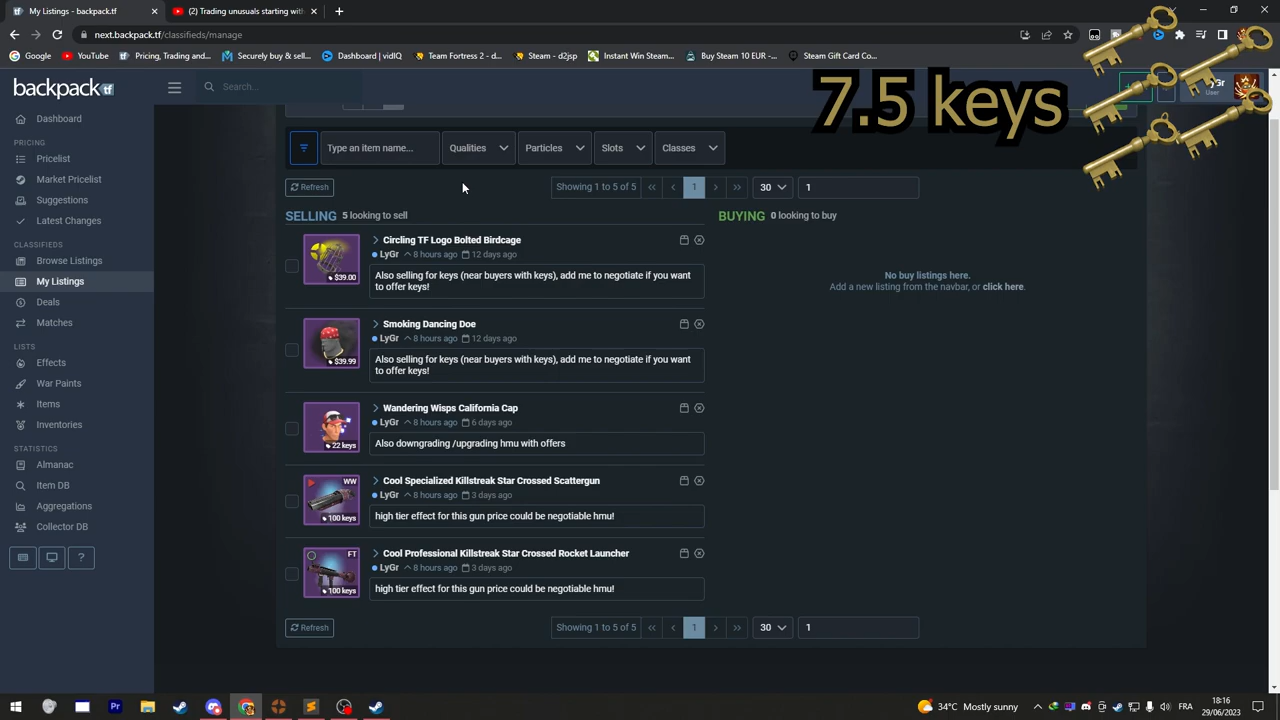 My Listings - backpack.tf
(2) Trading unusual starting with
next.backpack.tf/classifieds/manage
Google
YouTube
Pricing, Trading and...
Securely buy & sell...
Dashboard | vidIQ
Team Fortress 2 - d...
Steam - d2jsp
Instant Win Steam...
Buy Steam 10 EUR -...
Steam Gift Card Co...
backpack.tf
Search...
LyGr
User
7.5 keys
Dashboard
PRICING
Pricelist
Market Pricelist
Suggestions
Latest Changes
CLASSIFIEDS
Browse Listings
My Listings
Deals
Matches
LISTS
Effects
War Paints
Items
Inventories
STATISTICS
Almanac
Item DB
Aggregations
Collector DB
?
Type an item name...
Qualities
Particles
Slots
Classes
Refresh
Showing 1 to 5 of 5
1
30
1
SELLING 5 looking to sell
Circling TF Logo Bolted Birdcage
LyGr 8 hours ago 12 days ago
$39.00
Also selling for keys (near buyers with keys), add me to negotiate if you want
to offer keys!
Smoking Dancing Doe
LyGr 8 hours ago 12 days ago
$39.99
Also selling for keys (near buyers with keys), add me to negotiate if you want
to offer keys!
Wandering Wisps California Cap
LyGr 8 hours ago 6 days ago
22 keys
Also downgrading /upgrading hmu with offers
Cool Specialized Killstreak Star Crossed Scattergun
WW
LyGr 8 hours ago 3 days ago
100 keys
high tier effect for this gun price could be negotiable hmu!
Cool Professional Killstreak Star Crossed Rocket Launcher
FT
LyGr 8 hours ago 3 days ago
100 keys
high tier effect for this gun price could be negotiable hmu!
BUYING 0 looking to buy
No buy listings here.
Add a new listing from the navbar, or click here.
Refresh
Showing 1 to 5 of 5
1
30
1
34°C Mostly sunny
FRA
18:16
29/06/2023